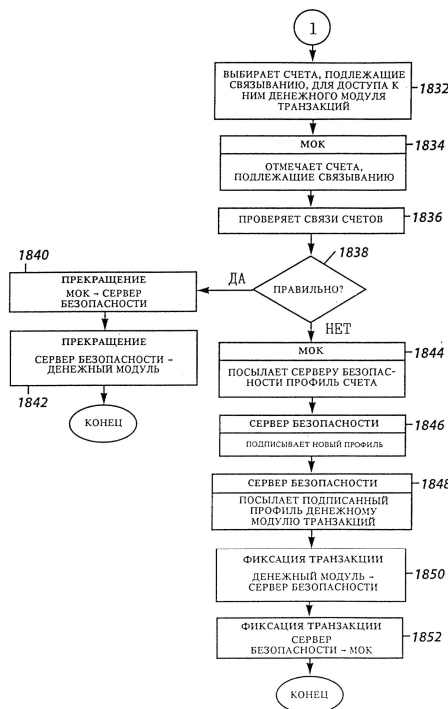 1
ВЫБИРАЕТ СЧЕТА, ПОДЛЕЖАЩИЕ
СВЯЗЫВАНИЮ, ДЛЯ ДОСТУПА К
НИМ ДЕНЕЖНОГО МОДУЛЯ
ТРАНЗАКЦИЙ
1832
МОК
1834
ОТМЕЧАЕТ СЧЕТА,
ПОДЛЕЖАЩИЕ СВЯЗЫВАНИЮ
ПРОВЕРЯЕТ СВЯЗИ СЧЕТОВ
1836
1838
ПРАВИЛЬНО?
ДА
НЕТ
1840
ПРЕКРАЩЕНИЕ
МОК → СЕРВЕР
БЕЗОПАСНОСТИ
ПРЕКРАЩЕНИЕ
СЕРВЕР БЕЗОПАСНОСТИ →
ДЕНЕЖНЫЙ МОДУЛЬ
1842
КОНЕЦ
МОК
1844
ПОСЫЛАЕТ СЕРВЕРУ БЕЗОПАС-
НОСТИ ПРОФИЛЬ СЧЕТА
СЕРВЕР БЕЗОПАСНОСТИ
1846
ПОДПИСЫВАЕТ НОВЫЙ ПРОФИЛЬ
СЕРВЕР БЕЗОПАСНОСТИ
1848
ПОСЫЛАЕТ ПОДПИСАННЫЙ
ПРОФИЛЬ ДЕНЕЖНОМУ
МОДУЛЮ ТРАНЗАКЦИЙ
ФИКСАЦИЯ ТРАНЗАКЦИИ
1850
ДЕНЕЖНЫЙ МОДУЛЬ →
СЕРВЕР БЕЗОПАСНОСТИ
ФИКСАЦИЯ ТРАНЗАКЦИИ
1852
СЕРВЕР
БЕЗОПАСНОСТИ → МОК
КОНЕЦ